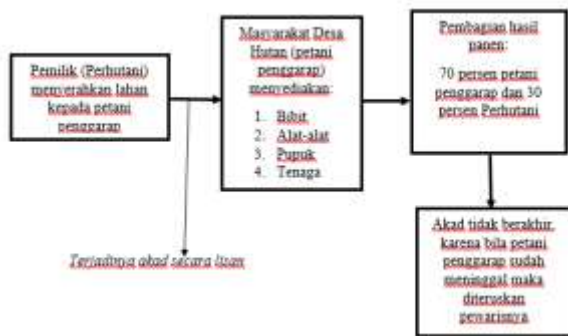 Pemilik (Perhutani)
menyerahkan lahan
kepada petani
penggarap
Masyarakat Desa
Hutan (petani
penggarap)
menyediakan:
1. Bibit
2. Alat-alat
3. Pupuk
4. Tenaga
Pembagian hasil
panen:
70 persen petani
penggarap dan 30
persen Perhutani
Terjadinya akad secara lisan
Akad tidak berakhir,
karena bila petani
penggarap sudah
meninggal maka
diteruskan
pewarisnya